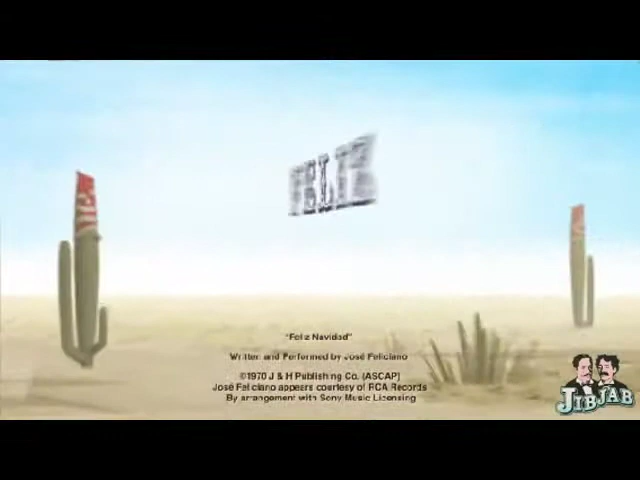 FELIZ
"Feliz Navidad"
Written and Performed by José Feliciano
©1970 J & H Publishing Co. (ASCAP)
José Feliciano appears courtesy of RCA Records
By arrangement with Sony Music Licensing
JIBJAB